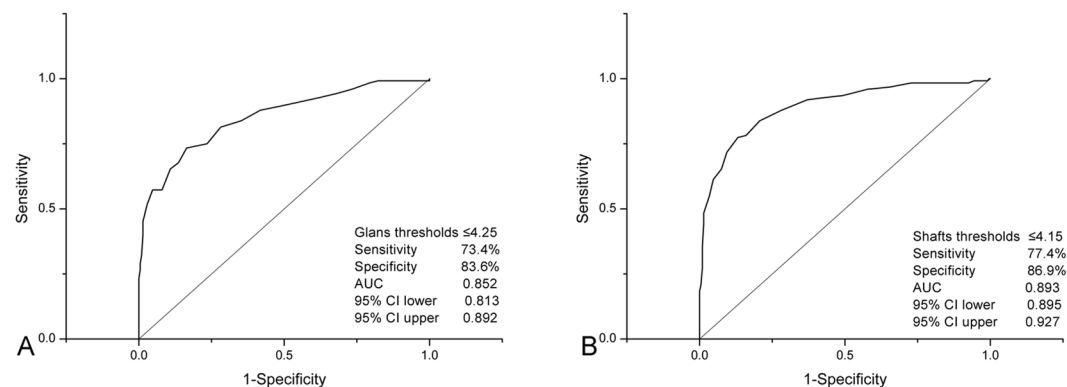 1.0
0.5
0.0
Sensitivity
Glans thresholds ≤4.25
Sensitivity 73.4%
Specificity 83.6%
AUC 0.852
95% CI lower 0.813
95% CI upper 0.892
A
0.0 0.5 1.0
1-Specificity
1.0
0.5
0.0
Sensitivity
Shafts thresholds ≤4.15
Sensitivity 77.4%
Specificity 86.9%
AUC 0.893
95% CI lower 0.895
95% CI upper 0.927
B
0.0 0.5 1.0
1-Specificity